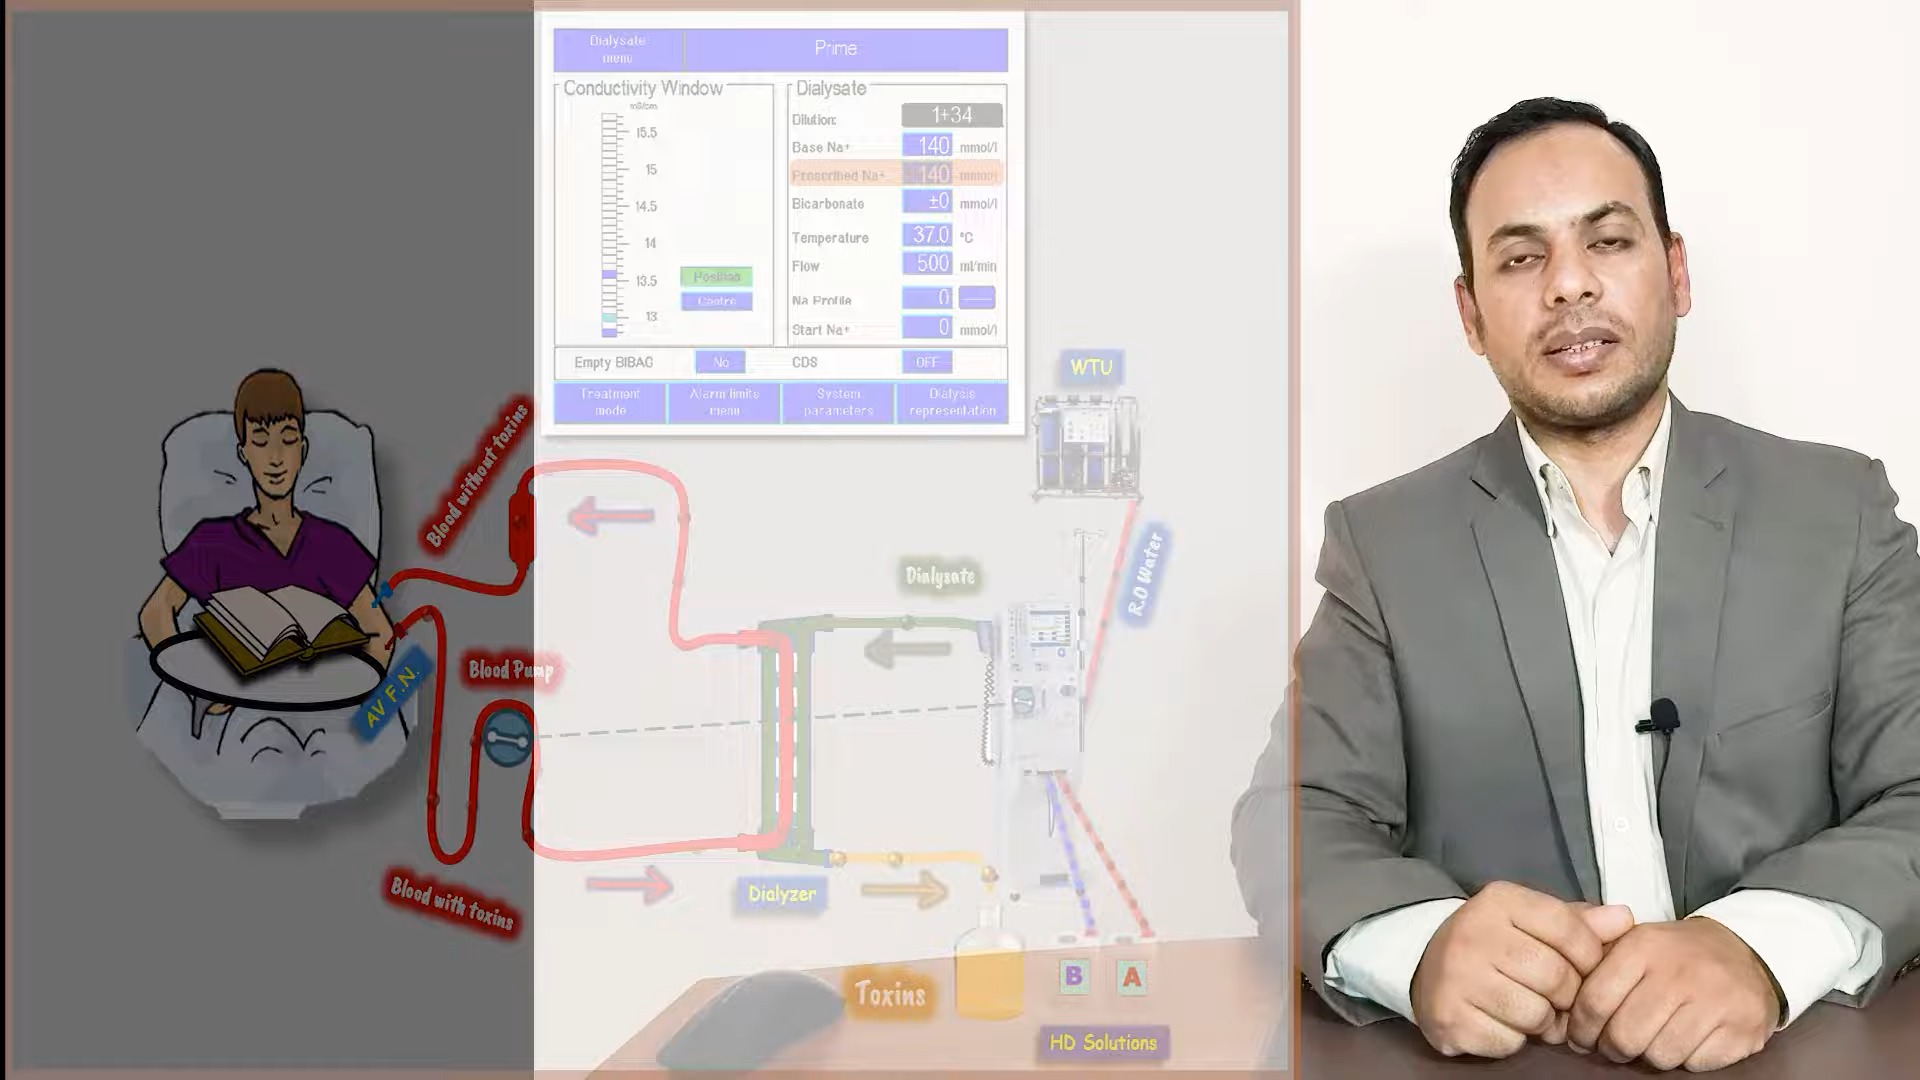 Dialysate
menu
Prime
Conductivity Window
mS/cm
15.5
15
14.5
14
13.5
13
Position
Centre
Dialysate
Dilution: 1+34
Base Na+ 140 mmol/l
Prescribed Na+ 140 mmol/l
Bicarbonate ±0 mmol/l
Temperature 37.0 °C
Flow 500 ml/min
Na Profile 0
Start Na+ 0 mmol/l
Empty BIBAG No CDS OFF
Treatment
mode
Alarm limits
menu
System
parameters
Dialysis
representation
WTU
Blood without toxins
R.O Water
Dialysate
Blood Pump
AV F.N.
Dialyzer
Blood with toxins
Toxins
B
A
HD Solutions